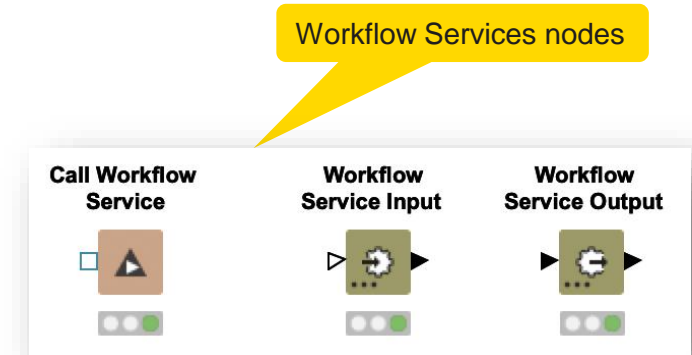 Workflow Services nodes
Call Workflow
Service
Workflow
Service Input
Workflow
Service Output